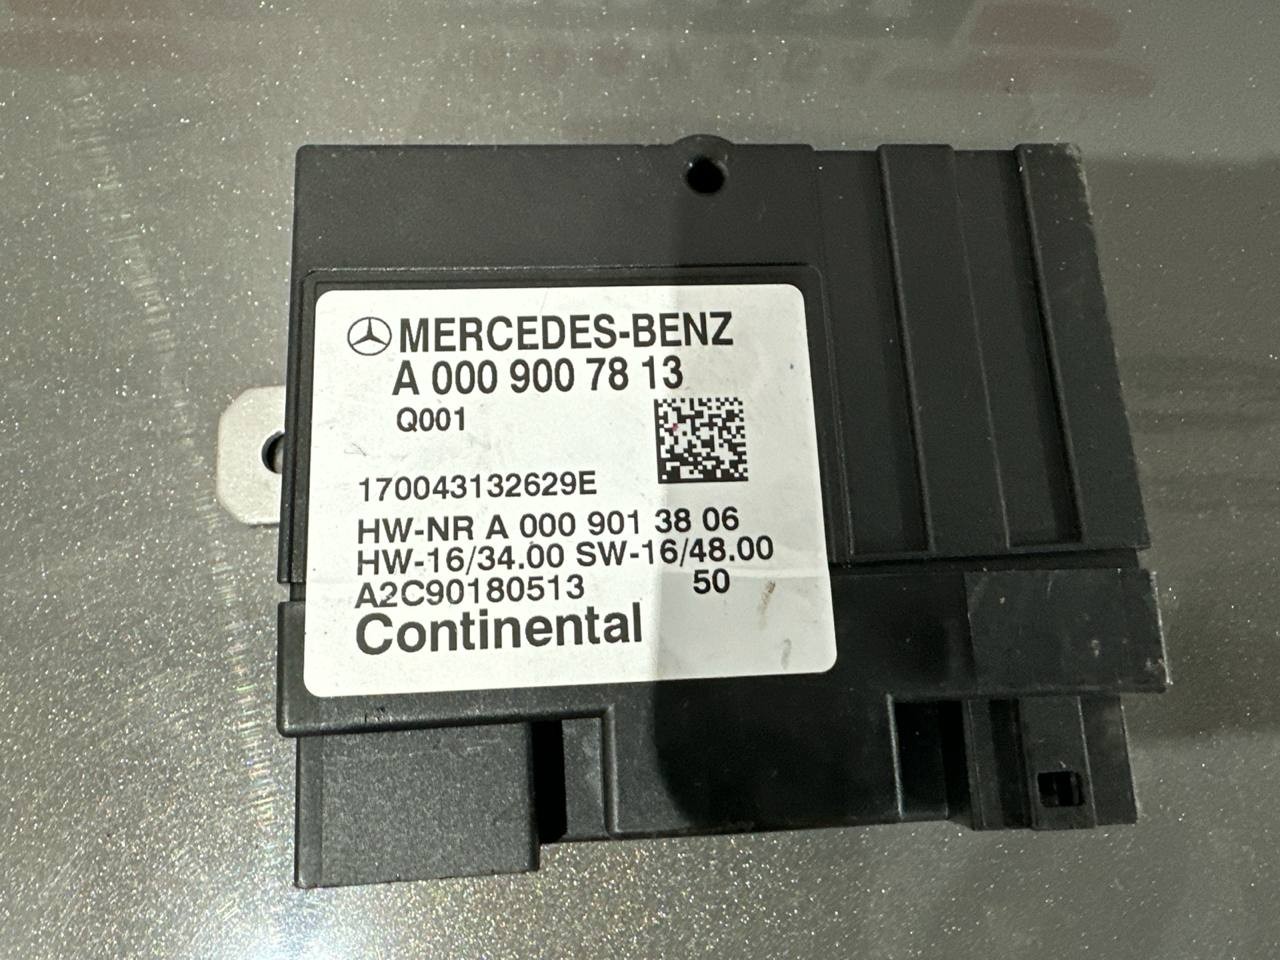 MERCEDES-BENZ
A 000 900 78 13
Q001
170043132629E
HW-NR A 000 901 38 06
HW-16/34.00 SW-16/48.00
A2C90180513 50
Continental